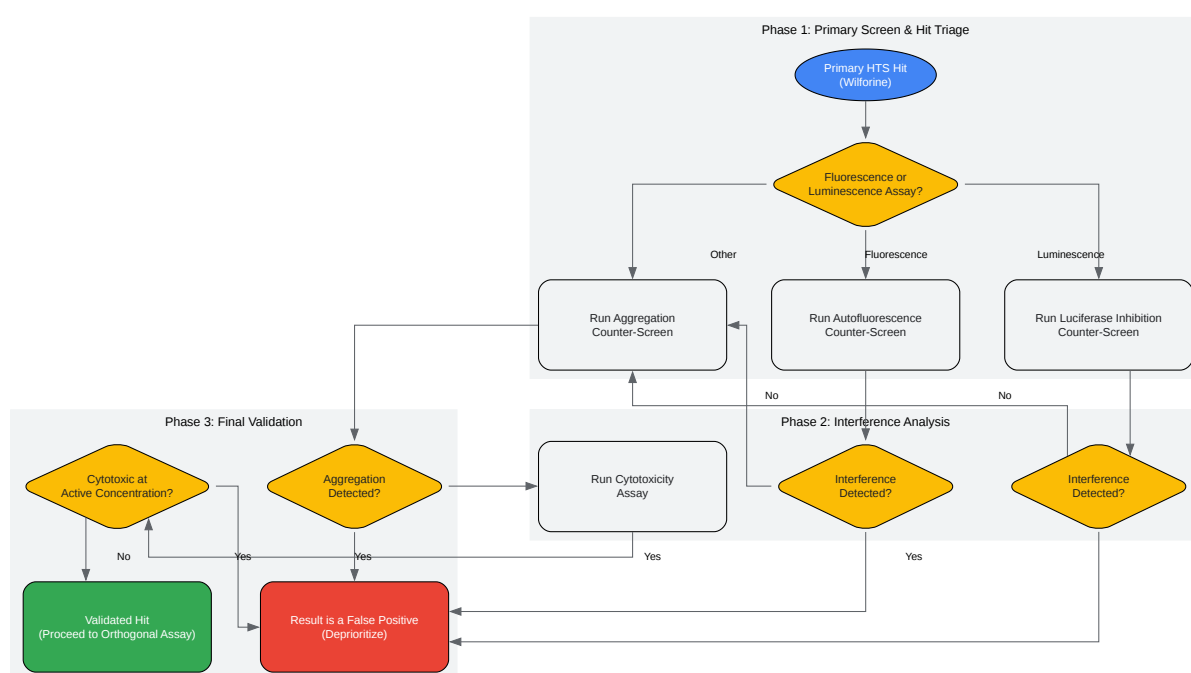 Phase 1: Primary Screen & Hit Triage
Primary HTS Hit
(Wilforine)
Fluorescence or
Luminescence Assay?
Other
Fluorescence
Luminescence
Run Aggregation
Counter-Screen
Run Autofluorescence
Counter-Screen
Run Luciferase Inhibition
Counter-Screen
No
No
Phase 3: Final Validation
Phase 2: Interference Analysis
Cytotoxic at
Active Concentration?
Aggregation
Detected?
Run Cytotoxicity
Assay
Interference
Detected?
Interference
Detected?
No
Yes
Yes
Yes
Yes
Validated Hit
(Proceed to Orthogonal Assay)
Result is a False Positive
(Deprioritize)